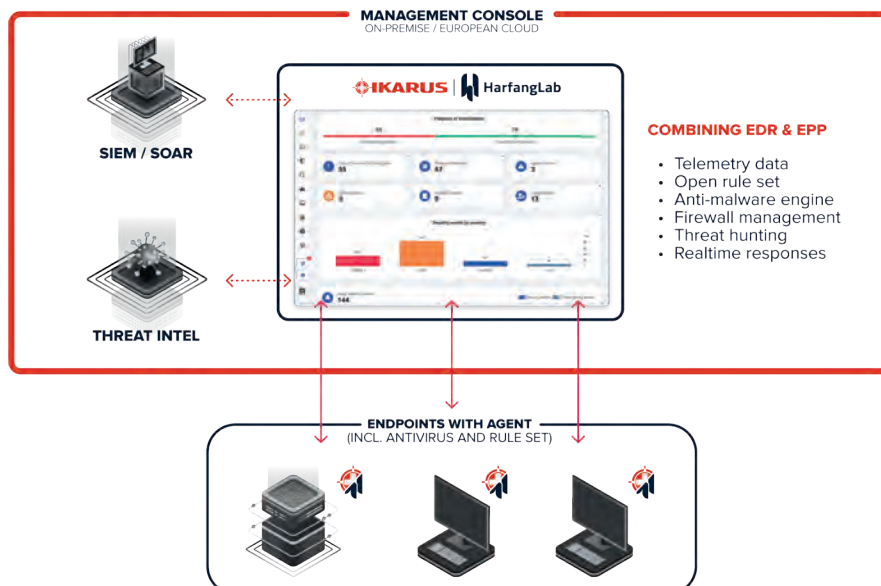 MANAGEMENT CONSOLE
ON-PREMISE / EUROPEAN CLOUD
IKARUS | HarfangLab
SIEM / SOAR
THREAT INTEL
COMBINING EDR & EPP
• Telemetry data
• Open rule set
• Anti-malware engine
• Firewall management
• Threat hunting
• Realtime responses
144
ENDPOINTS WITH AGENT
(INCL. ANTIVIRUS AND RULE SET)